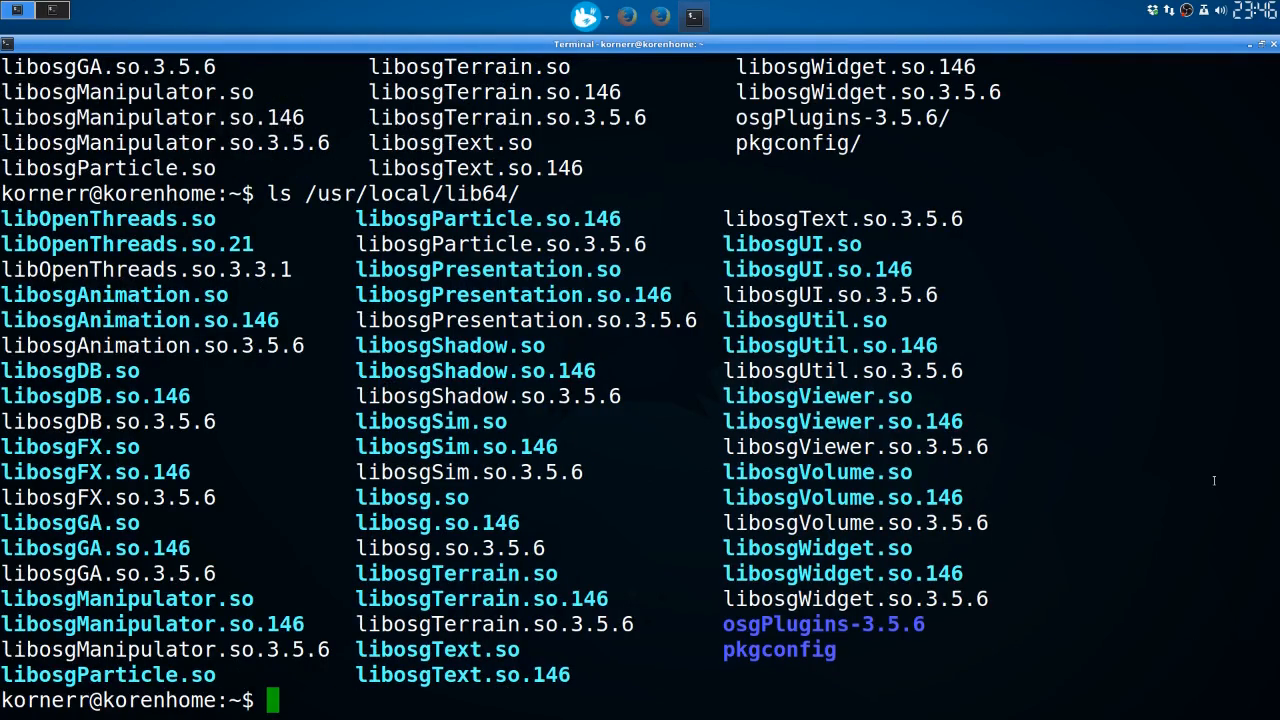 23:46
Terminal - kornerr@korenhome: ~
libosgGA.so.3.5.6 libosgTerrain.so libosgWidget.so.146
libosgManipulator.so libosgTerrain.so.146 libosgWidget.so.3.5.6
libosgManipulator.so.146 libosgTerrain.so.3.5.6 osgPlugins-3.5.6/
libosgManipulator.so.3.5.6 libosgText.so pkgconfig/
libosgParticle.so libosgText.so.146
kornerr@korenhome:~$ ls /usr/local/lib64/
libOpenThreads.so libosgParticle.so.146 libosgText.so.3.5.6
libOpenThreads.so.21 libosgParticle.so.3.5.6 libosgUI.so
libOpenThreads.so.3.3.1 libosgPresentation.so libosgUI.so.146
libosgAnimation.so libosgPresentation.so.146 libosgUI.so.3.5.6
libosgAnimation.so.146 libosgPresentation.so.3.5.6 libosgUtil.so
libosgAnimation.so.3.5.6 libosgShadow.so libosgUtil.so.146
libosgDB.so libosgShadow.so.146 libosgUtil.so.3.5.6
libosgDB.so.146 libosgShadow.so.3.5.6 libosgViewer.so
libosgDB.so.3.5.6 libosgSim.so libosgViewer.so.146
libosgFX.so libosgSim.so.146 libosgViewer.so.3.5.6
libosgFX.so.146 libosgSim.so.3.5.6 libosgVolume.so
libosgFX.so.3.5.6 libosg.so libosgVolume.so.146
libosgGA.so libosg.so.146 libosgVolume.so.3.5.6
libosgGA.so.146 libosg.so.3.5.6 libosgWidget.so
libosgGA.so.3.5.6 libosgTerrain.so libosgWidget.so.146
libosgManipulator.so libosgTerrain.so.146 libosgWidget.so.3.5.6
libosgManipulator.so.146 libosgTerrain.so.3.5.6 osgPlugins-3.5.6
libosgManipulator.so.3.5.6 libosgText.so pkgconfig
libosgParticle.so libosgText.so.146
kornerr@korenhome:~$